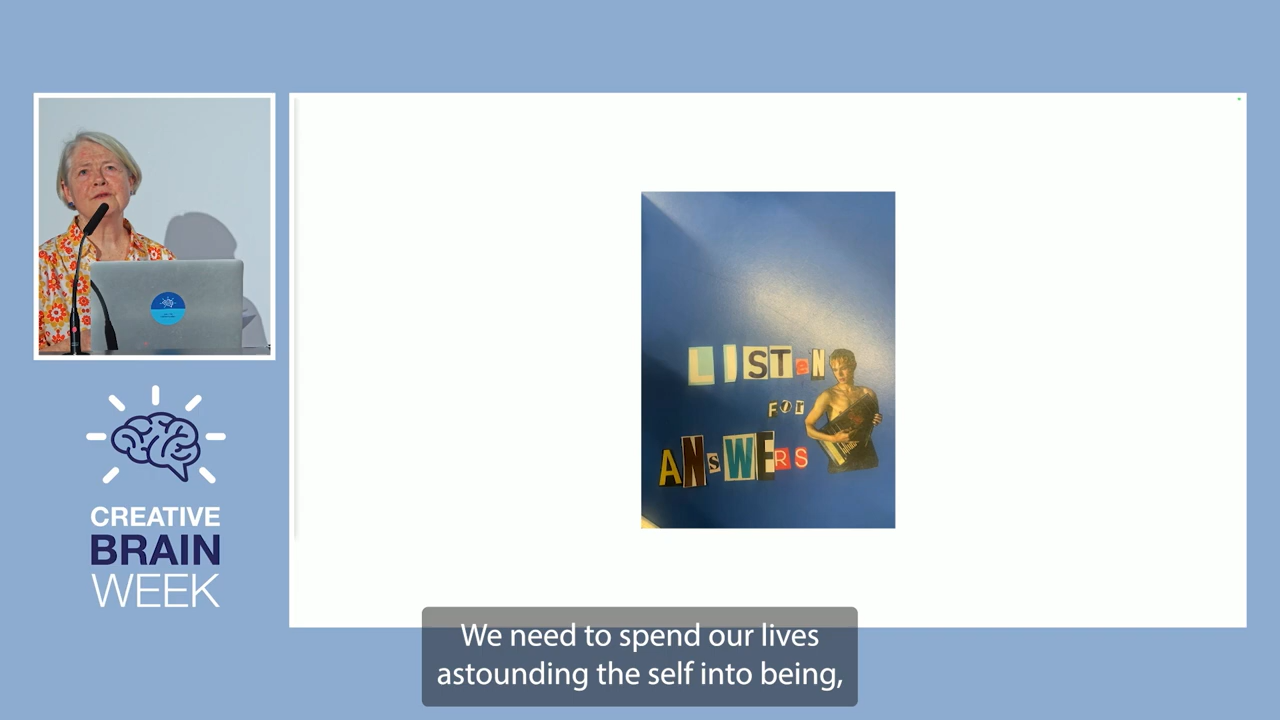 LISTeN
FOr
ANsWERS
CREATIVE
BRAIN
WEEK
We need to spend our lives
astounding the self into being,